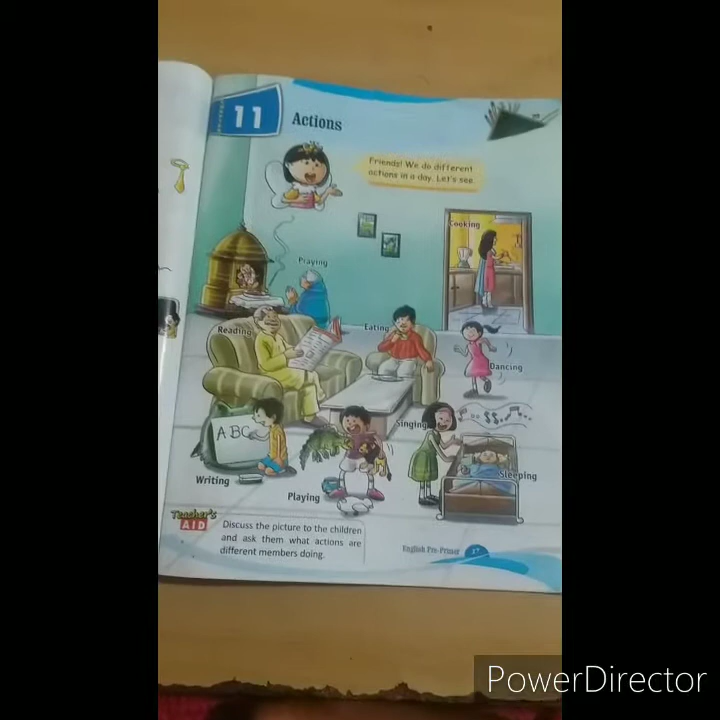 11
Actions
Friends! We do different
actions in a day. Let's see.
Cooking
Praying
Reading
Eating
Dancing
ABC
Singing
Sleeping
Writing
Playing
Teacher's
AID
Discuss the picture to the children
and ask them what actions are
different members doing.
English Pre-Primer 17
PowerDirector